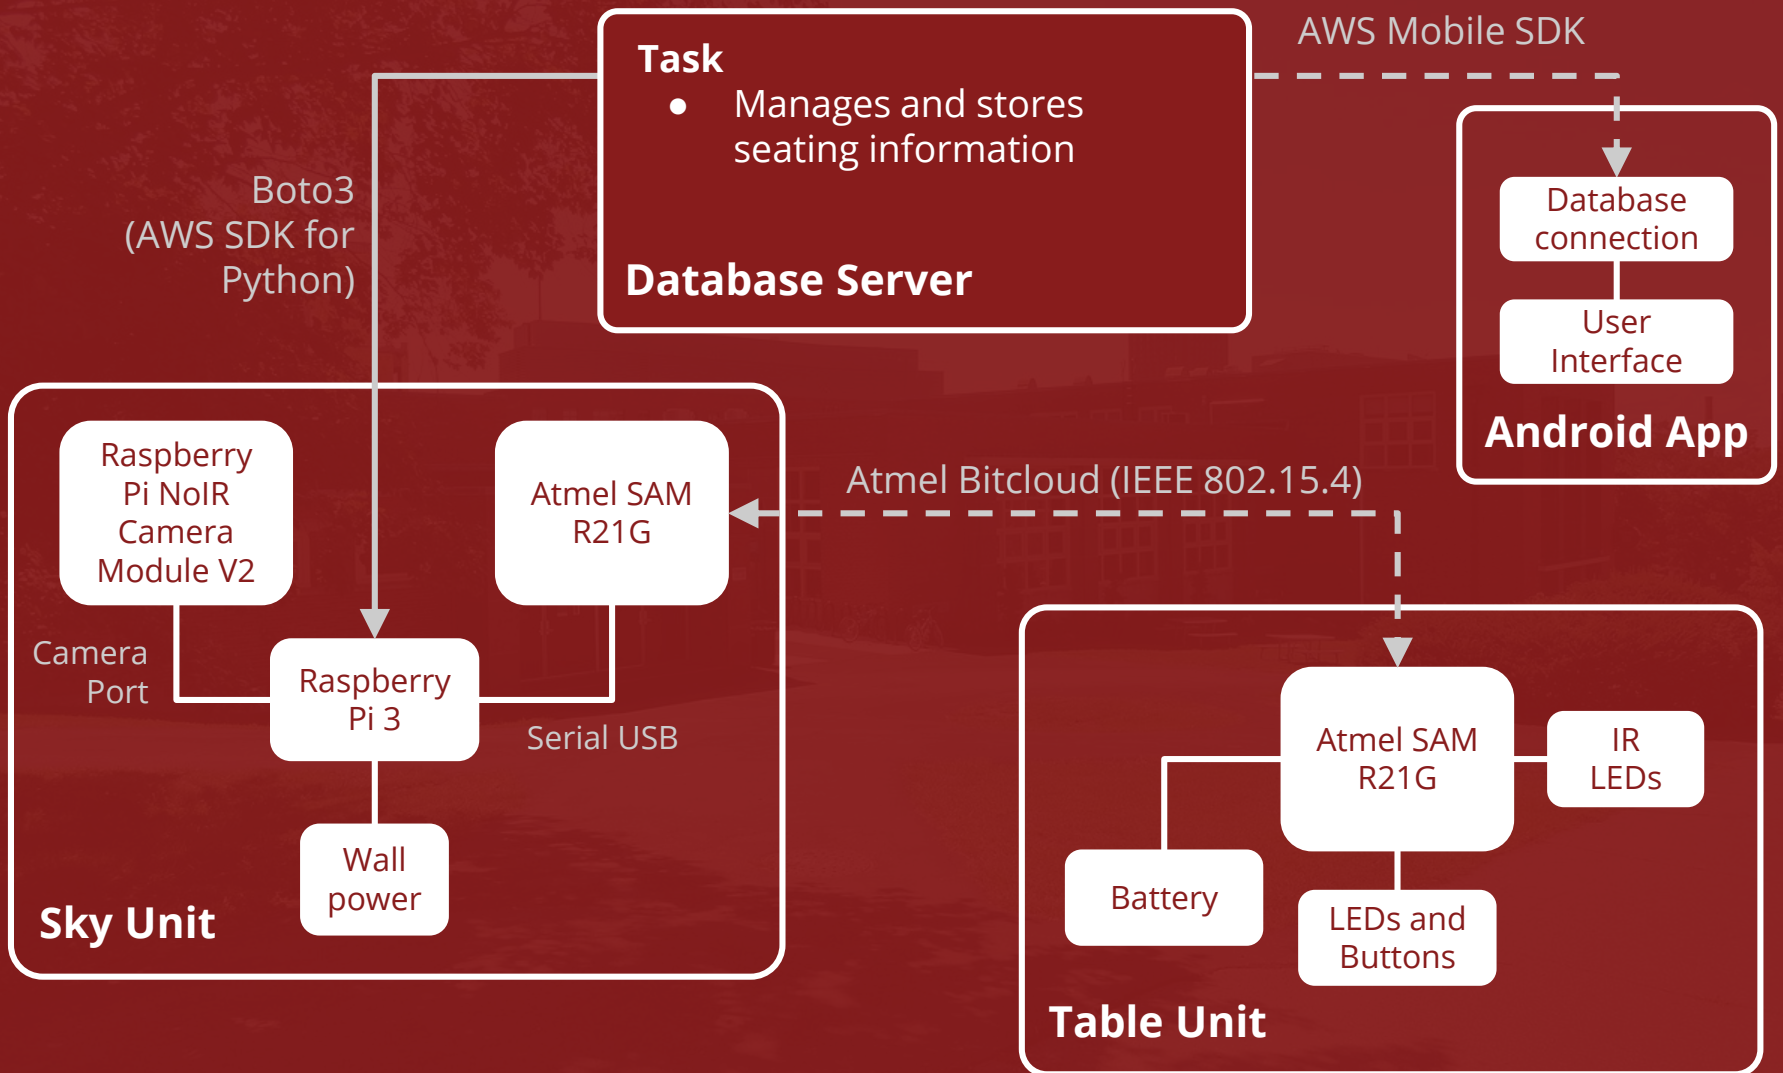 AWS Mobile SDK
Task
● Manages and stores
seating information
Database Server
Boto3
(AWS SDK for
Python)
Database
connection
User
Interface
Android App
Raspberry
Pi NoIR
Camera
Module V2
Atmel SAM
R21G
Atmel Bitcloud (IEEE 802.15.4)
Camera
Port
Raspberry
Pi 3
Serial USB
Wall
power
Sky Unit
Atmel SAM
R21G
IR
LEDs
Battery
LEDs and
Buttons
Table Unit